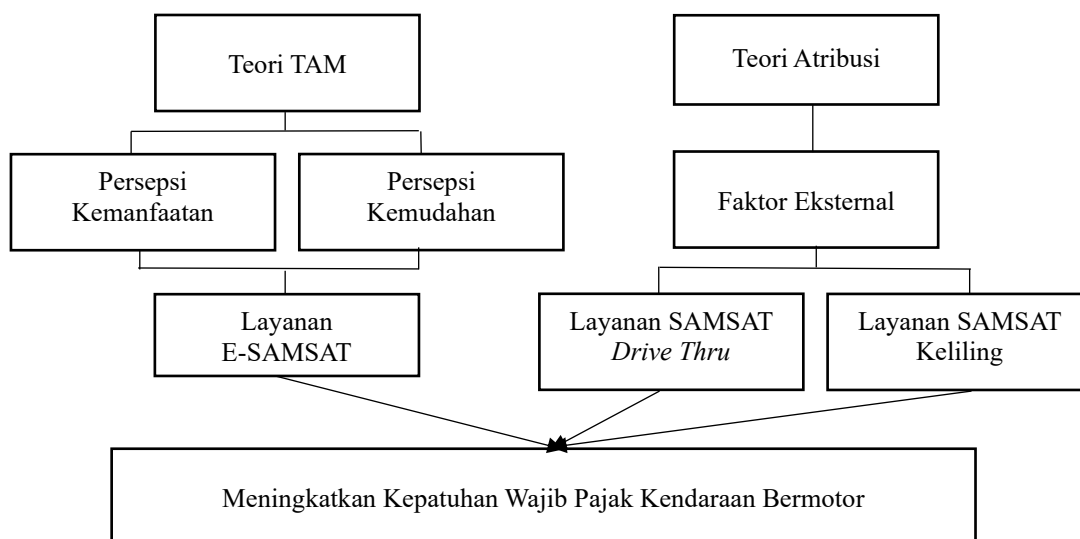 Teori TAM
Teori Atribusi
Persepsi
Kemanfaatan
Persepsi
Kemudahan
Faktor Eksternal
Layanan
E-SAMSAT
Layanan SAMSAT
Drive Thru
Layanan SAMSAT
Keliling
Meningkatkan Kepatuhan Wajib Pajak Kendaraan Bermotor